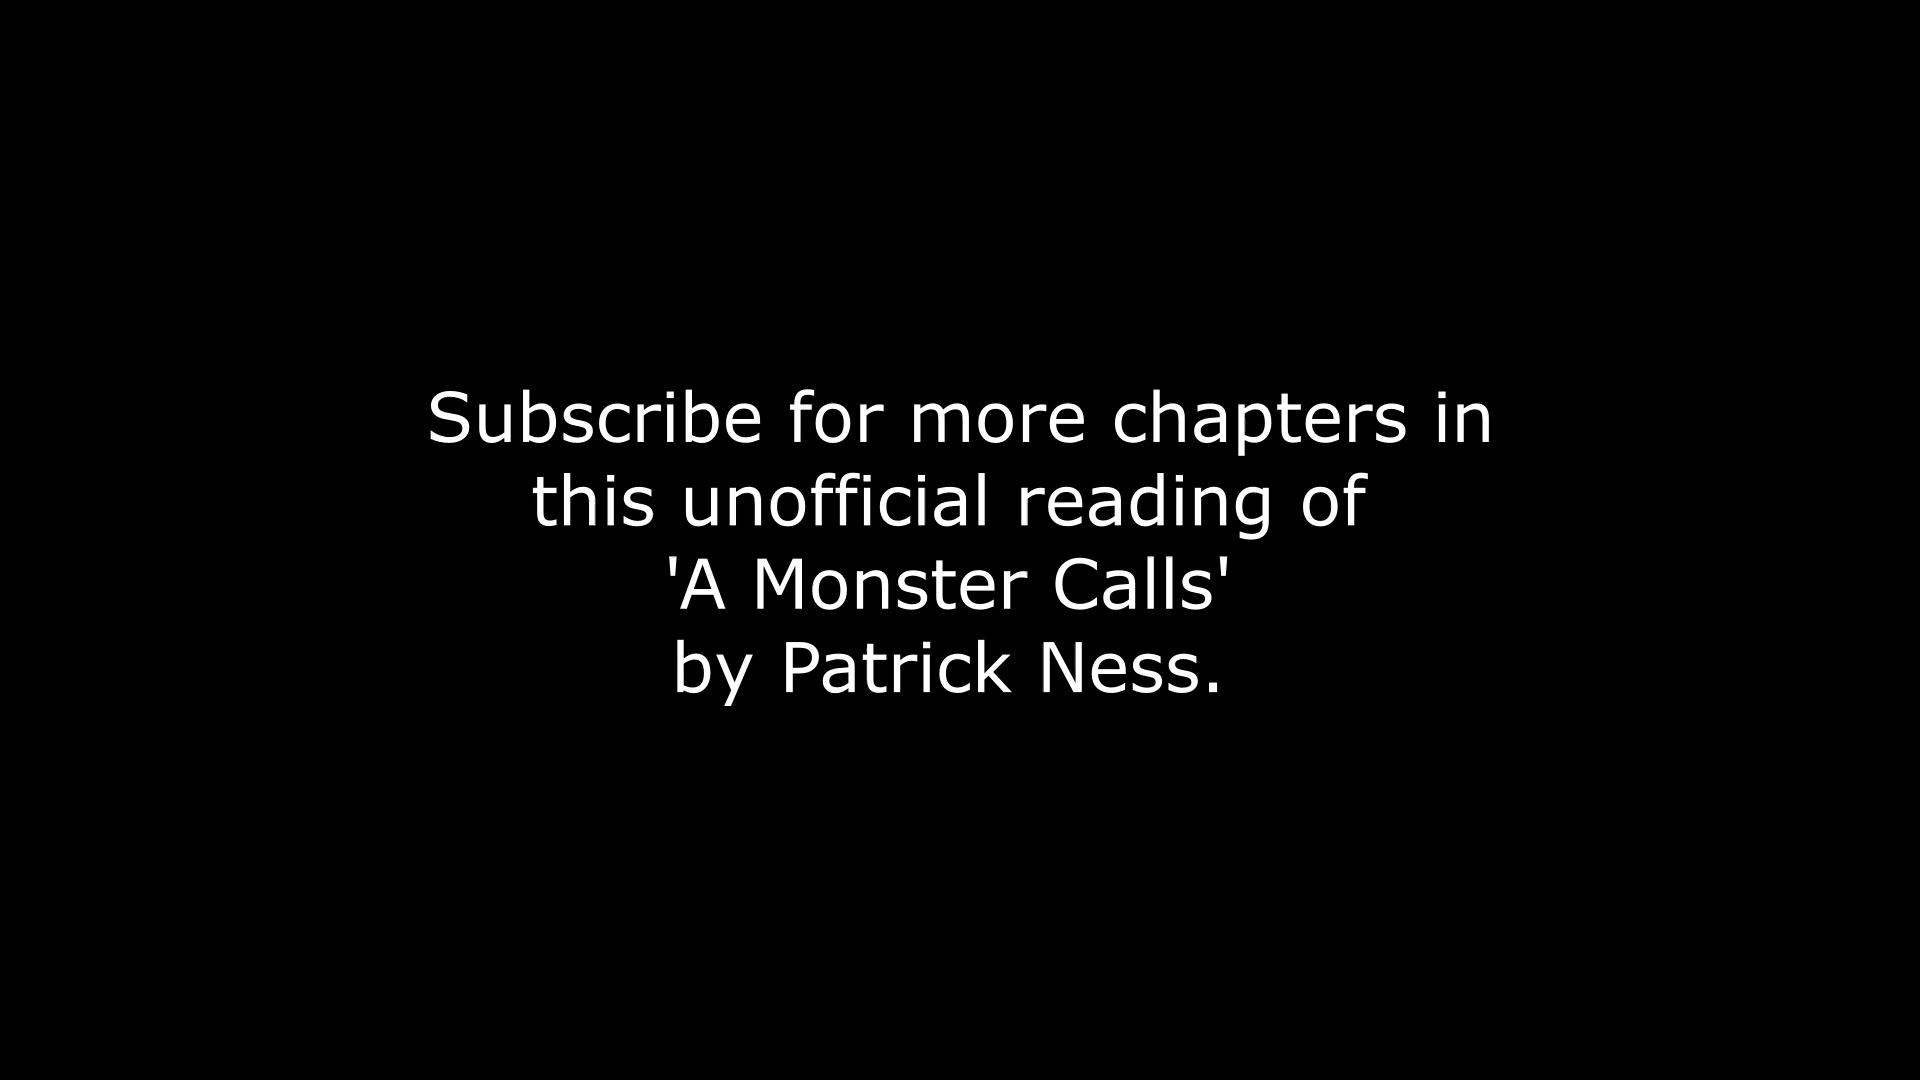 Subscribe for more chapters in
this unofficial reading of
'A Monster Calls'
by Patrick Ness.